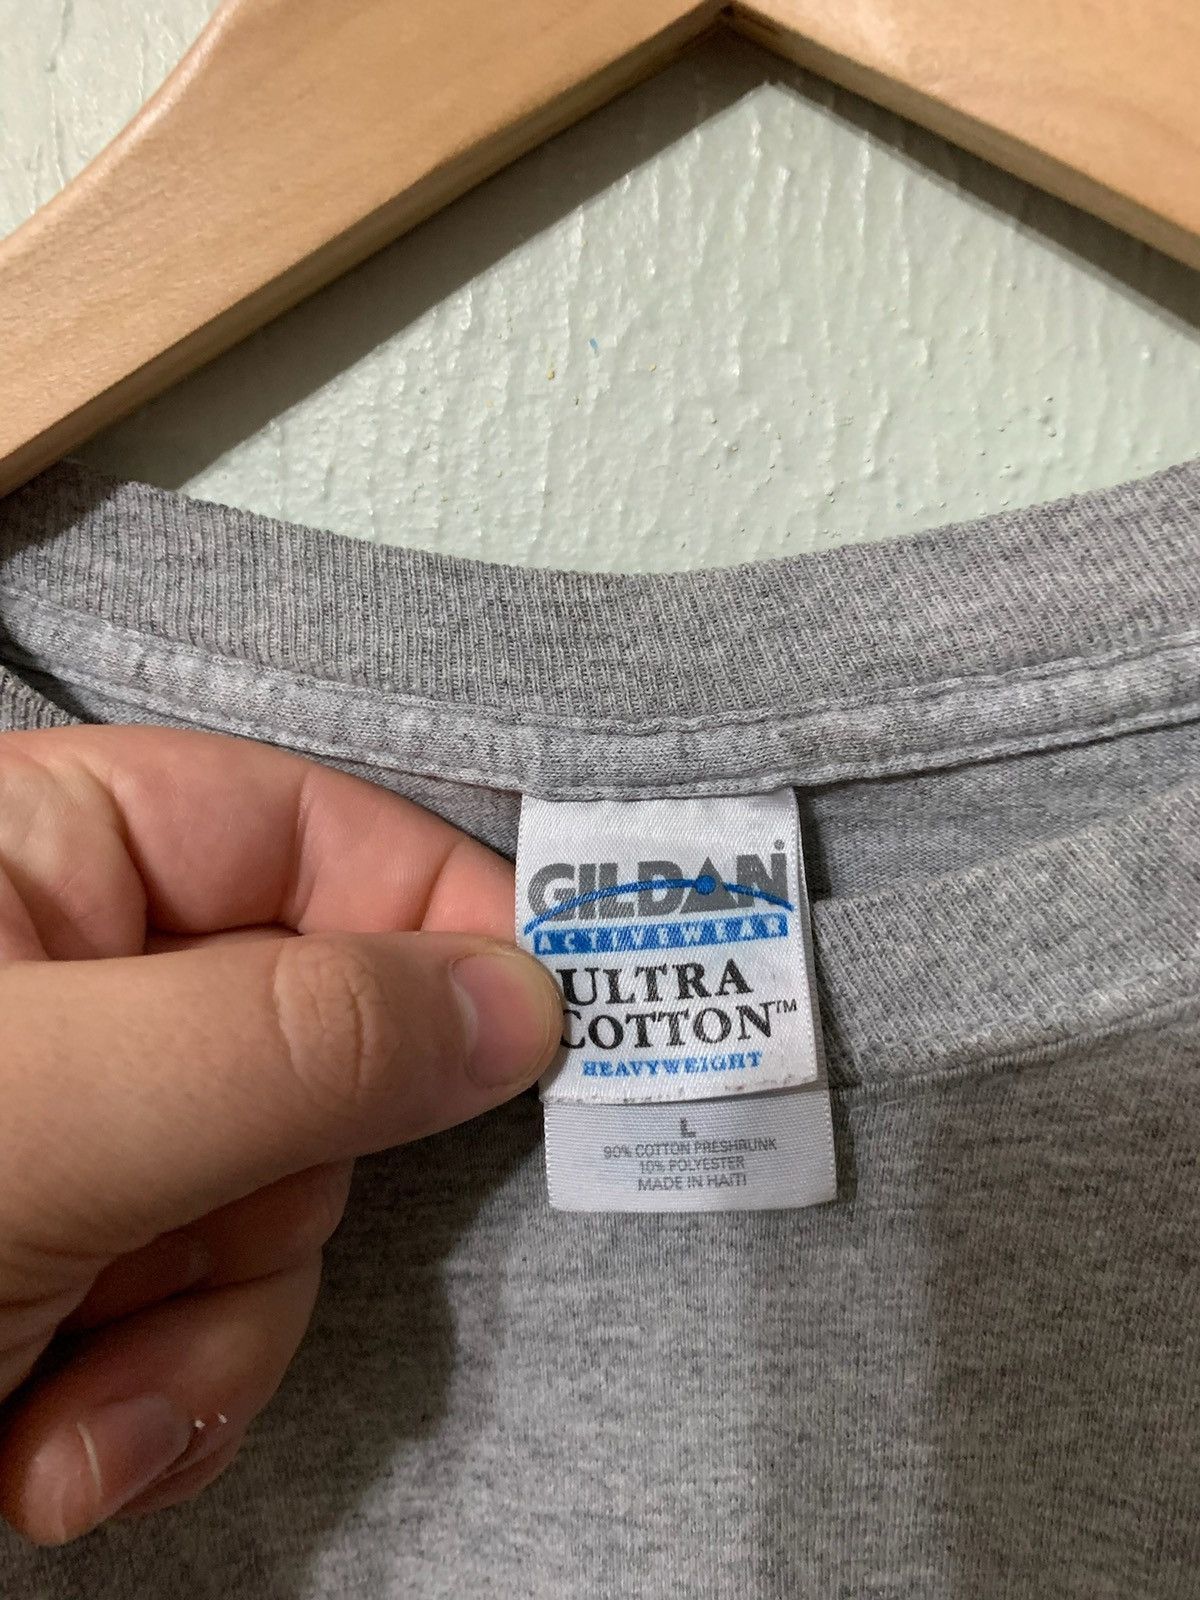 GILDAN®
ACTIVEWEAR
ULTRA
COTTON™
HEAVYWEIGHT
L
90% COTTON PRESHRUNK
10% POLYESTER
MADE IN HAITI